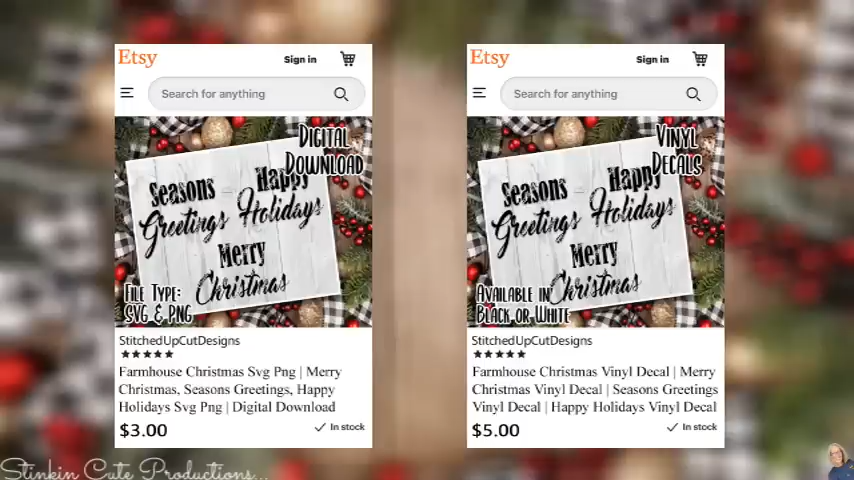 Etsy
Sign in
Search for anything
DIGITAL
DOWNLOAD
Seasons
Greetings
Happy
Holidays
Merry
Christmas
FILE TYPE:
SVG & PNG
StitchedUpCutDesigns
Farmhouse Christmas Svg Png | Merry
Christmas, Seasons Greetings, Happy
Holidays Svg Png | Digital Download
$3.00
In stock
Etsy
Sign in
Search for anything
VINYL
DECALS
Seasons
Greetings
Happy
Holidays
Merry
Christmas
AVAILABLE IN
BLACK OR WHITE
StitchedUpCutDesigns
Farmhouse Christmas Vinyl Decal | Merry
Christmas Vinyl Decal | Seasons Greetings
Vinyl Decal | Happy Holidays Vinyl Decal
$5.00
In stock
Stinkin Cute Productions...